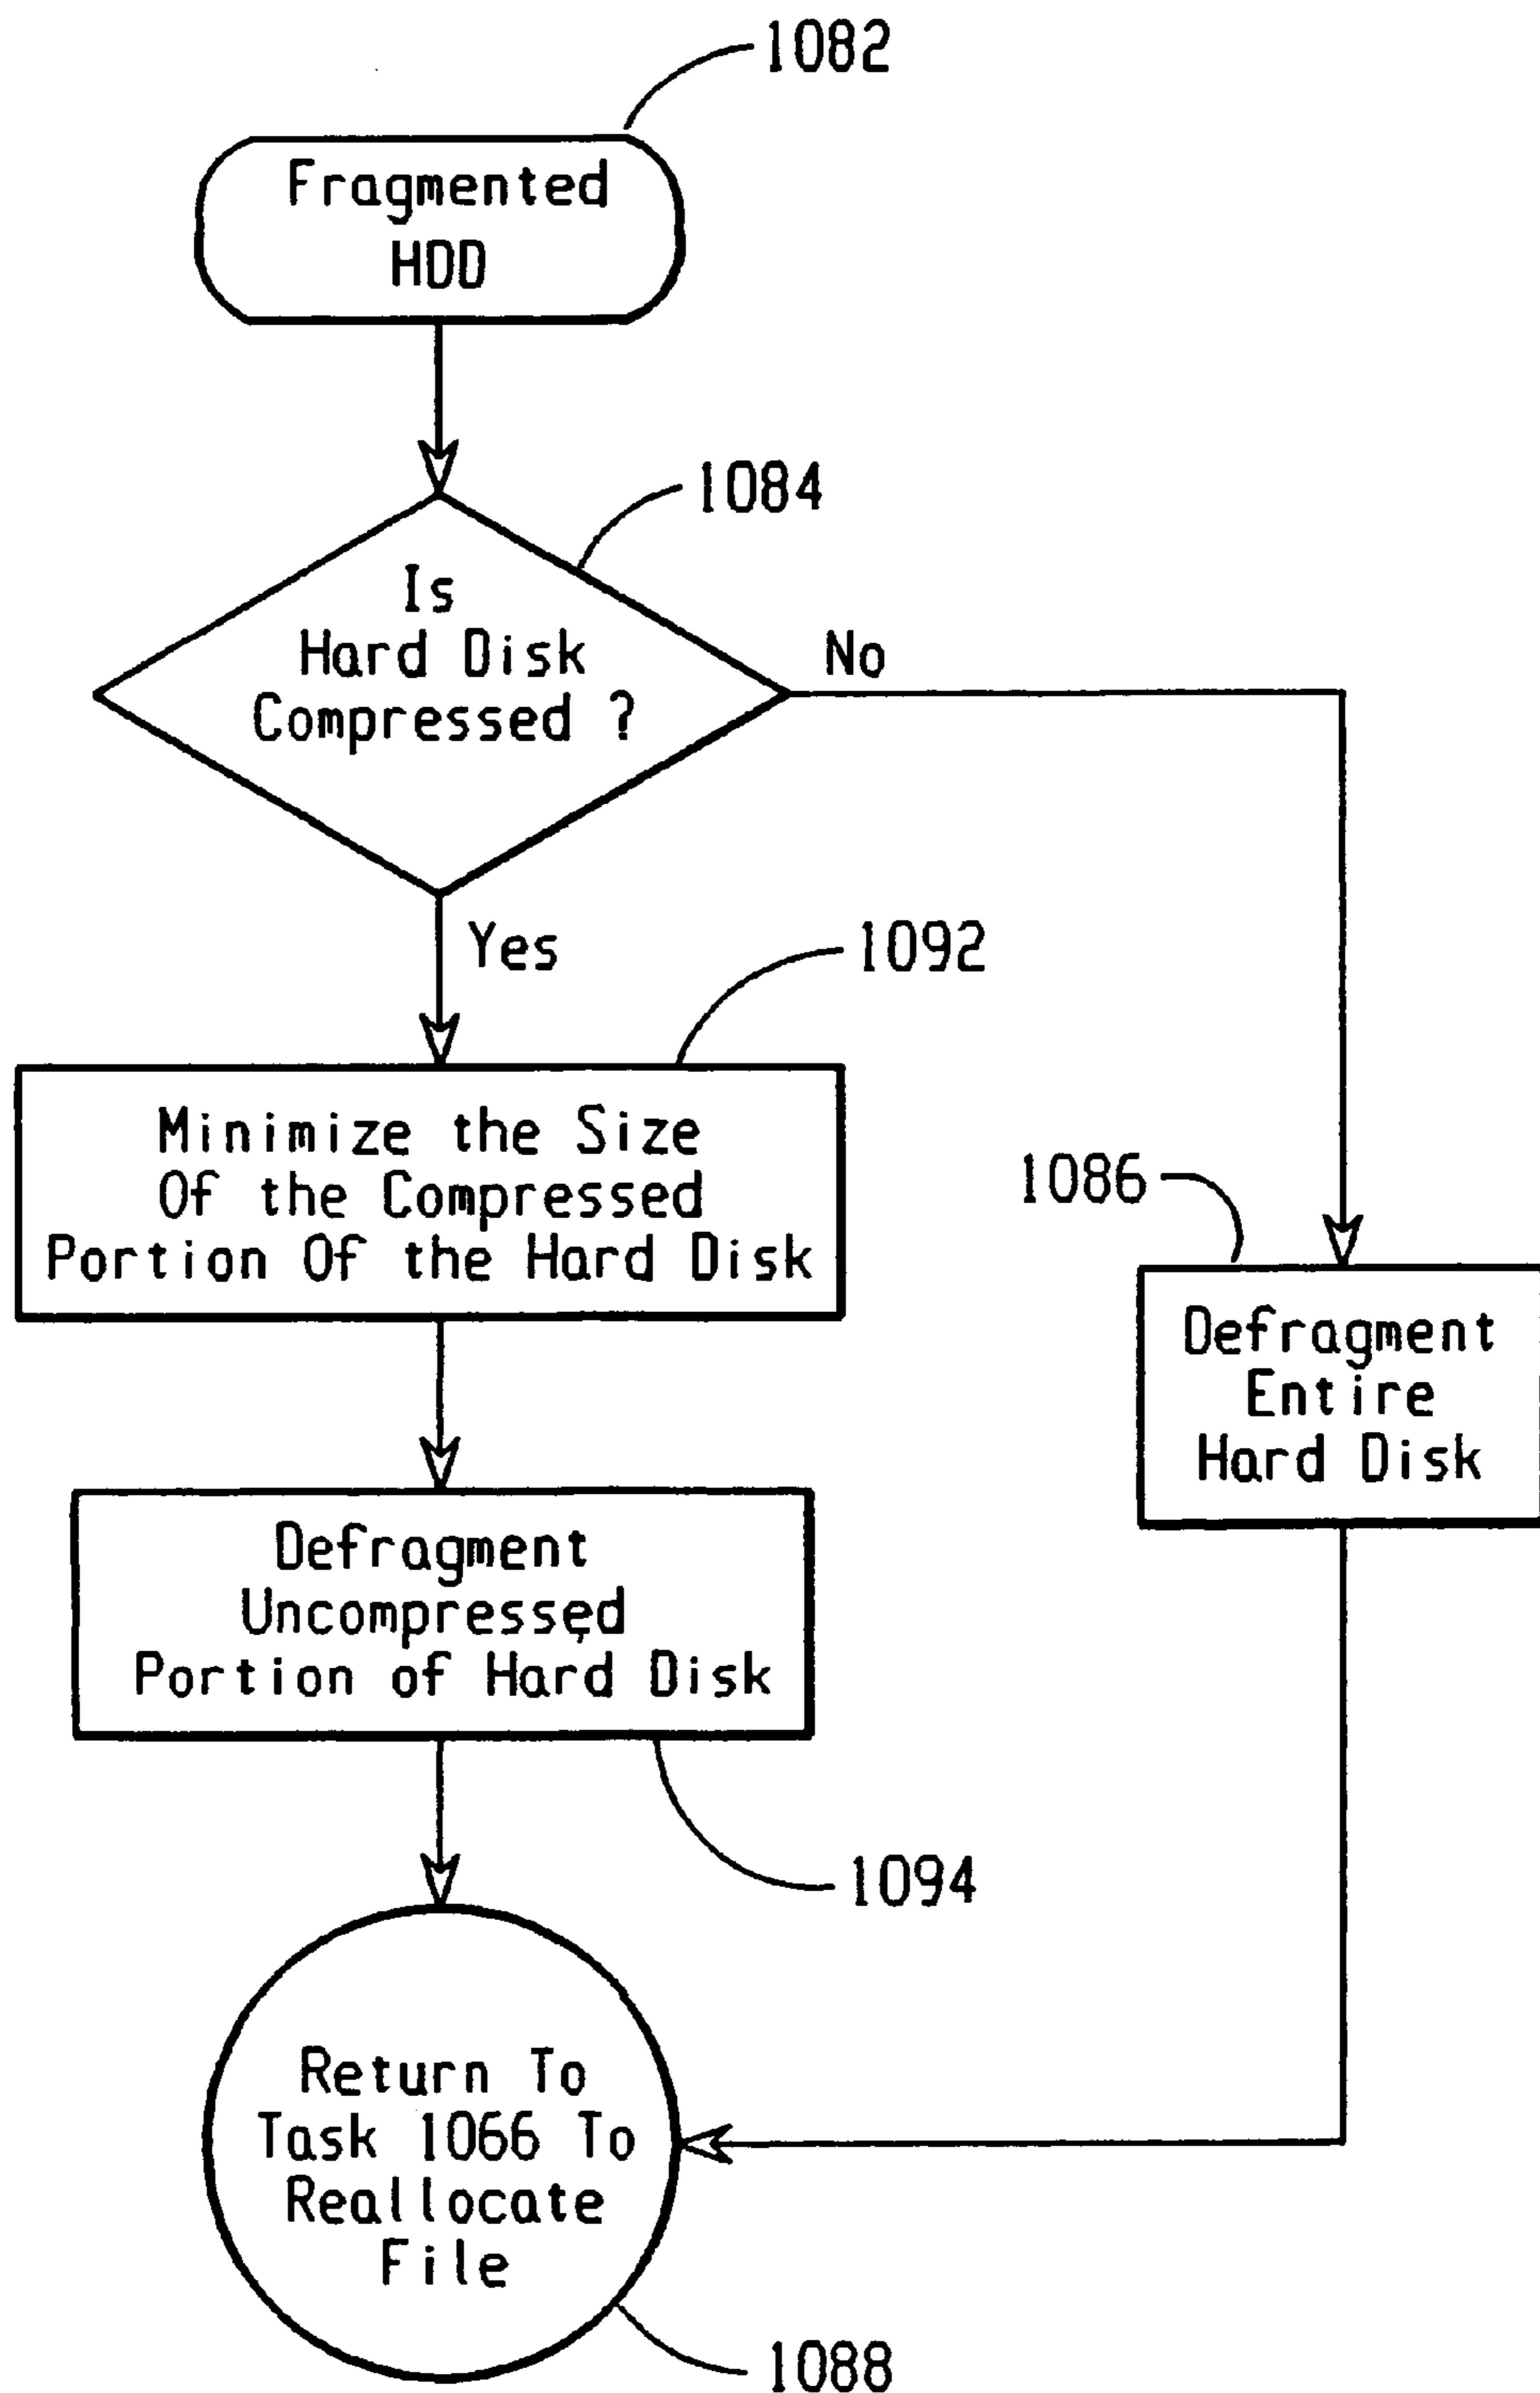 1082
Fragmented
HDD
1084
Is
Hard Disk
Compressed ?
No
Yes
1092
Minimize the Size
Of the Compressed
Portion Of the Hard Disk
1086
Defragment
Entire
Hard Disk
Defragment
Uncompressed
Portion of Hard Disk
1094
Return To
Task 1066 To
Reallocate
File
1088